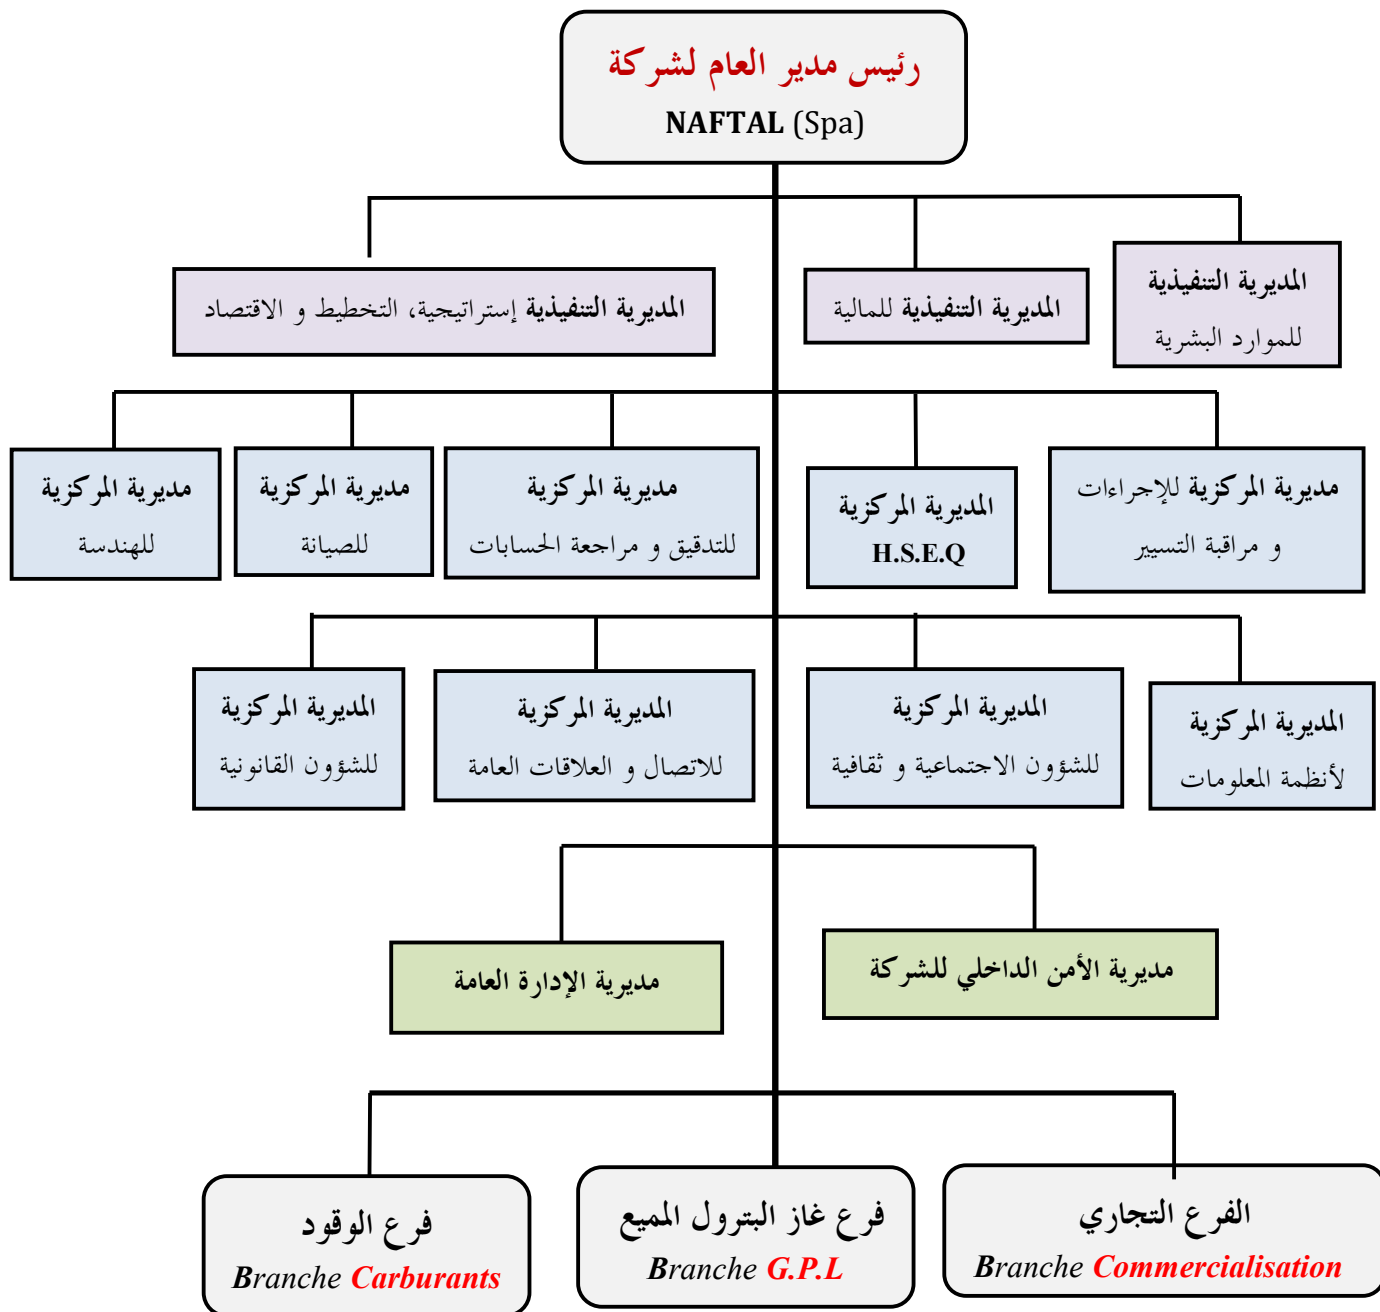 رئيس مدير العام لشركة
NAFTAL (Spa)
المديرية التنفيذية
للموارد البشرية
المديرية التنفيذية للمالية
المديرية التنفيذية إستراتيجية، التخطيط و الاقتصاد
مديرية المركزية للإجراءات
و مراقبة التسيير
المديرية المركزية
H.S.E.Q
مديرية المركزية
للتدقيق و مراجعة الحسابات
مديرية المركزية
للصيانة
مديرية المركزية
للهندسة
المديرية المركزية
لأنظمة المعلومات
المديرية المركزية
للشؤون الاجتماعية و ثقافية
المديرية المركزية
للاتصال و العلاقات العامة
المديرية المركزية
للشؤون القانونية
مديرية الأمن الداخلي للشركة
مديرية الإدارة العامة
الفرع التجاري
Branche Commercialisation
فرع غاز البترول المميع
Branche G.P.L
فرع الوقود
Branche Carburants